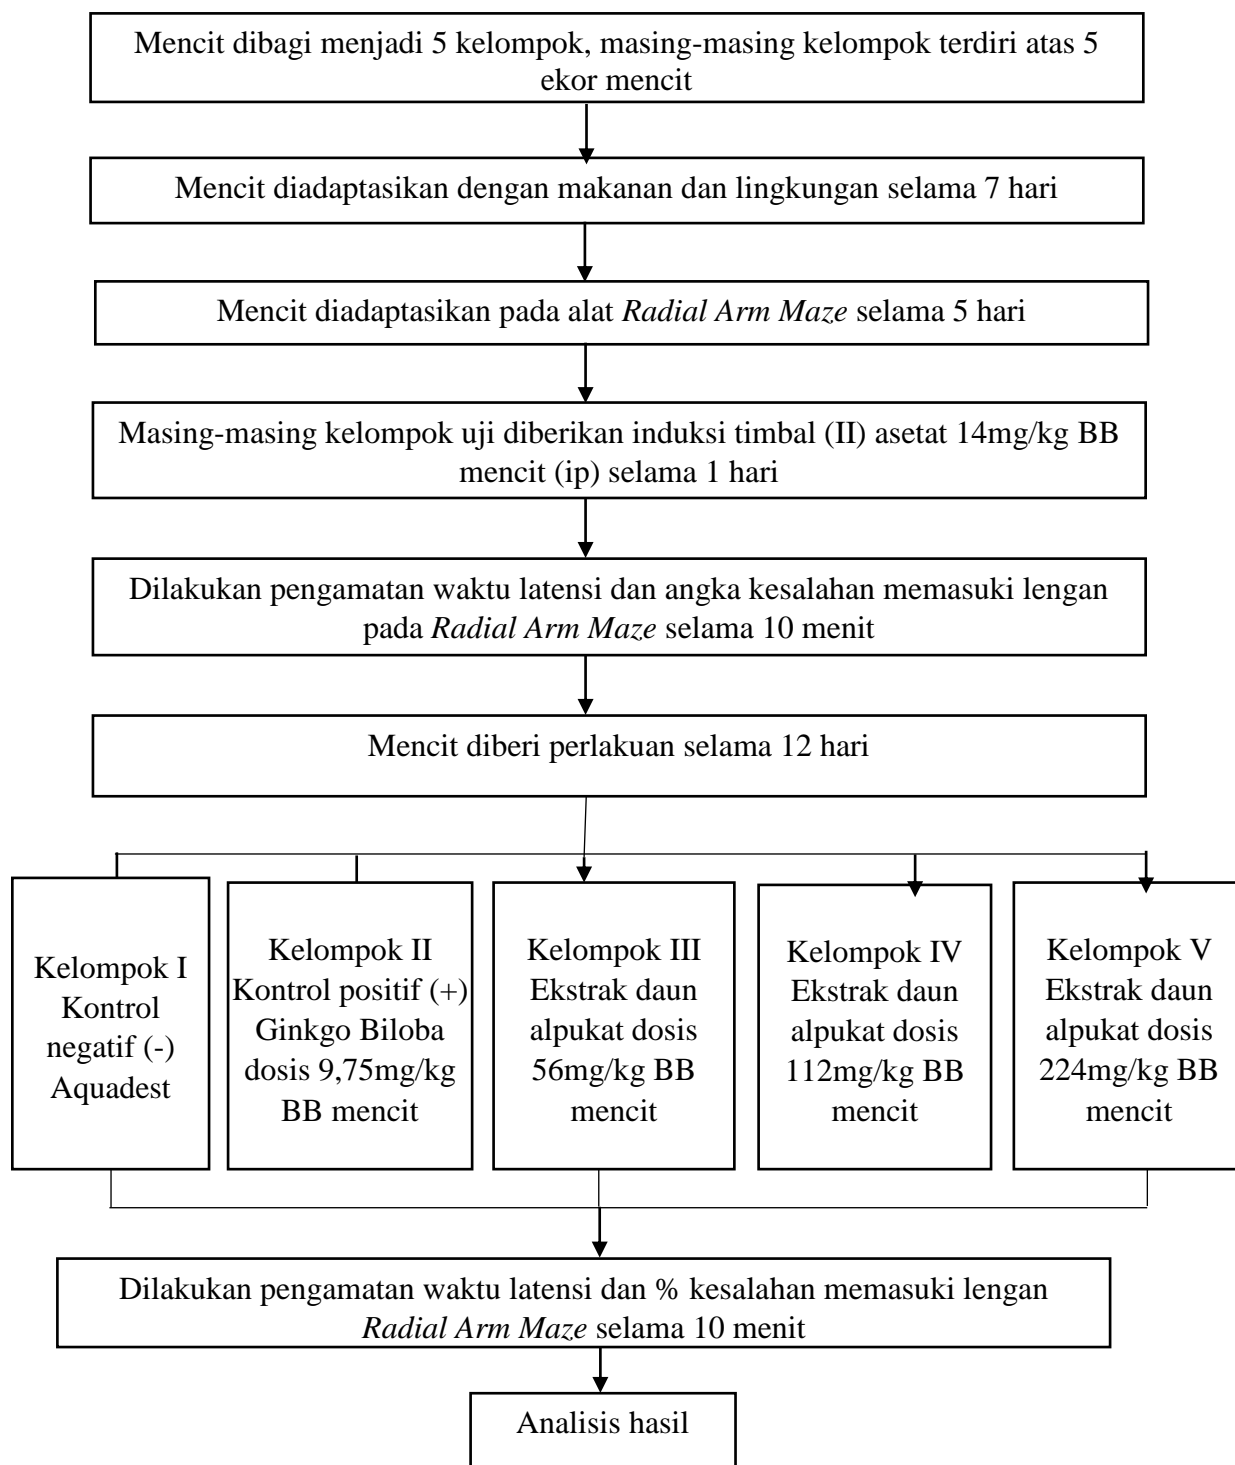 Mencit dibagi menjadi 5 kelompok, masing-masing kelompok terdiri atas 5
ekor mencit
Mencit diadaptasikan dengan makanan dan lingkungan selama 7 hari
Mencit diadaptasikan pada alat Radial Arm Maze selama 5 hari
Masing-masing kelompok uji diberikan induksi timbal (II) asetat 14mg/kg BB
mencit (ip) selama 1 hari
Dilakukan pengamatan waktu latensi dan angka kesalahan memasuki lengan
pada Radial Arm Maze selama 10 menit
Mencit diberi perlakuan selama 12 hari
Kelompok I
Kontrol
negatif (-)
Aquadest
Kelompok II
Kontrol positif (+)
Ginkgo Biloba
dosis 9,75mg/kg
BB mencit
Kelompok III
Ekstrak daun
alpukat dosis
56mg/kg BB
mencit
Kelompok IV
Ekstrak daun
alpukat dosis
112mg/kg BB
mencit
Kelompok V
Ekstrak daun
alpukat dosis
224mg/kg BB
mencit
Dilakukan pengamatan waktu latensi dan % kesalahan memasuki lengan
Radial Arm Maze selama 10 menit
Analisis hasil